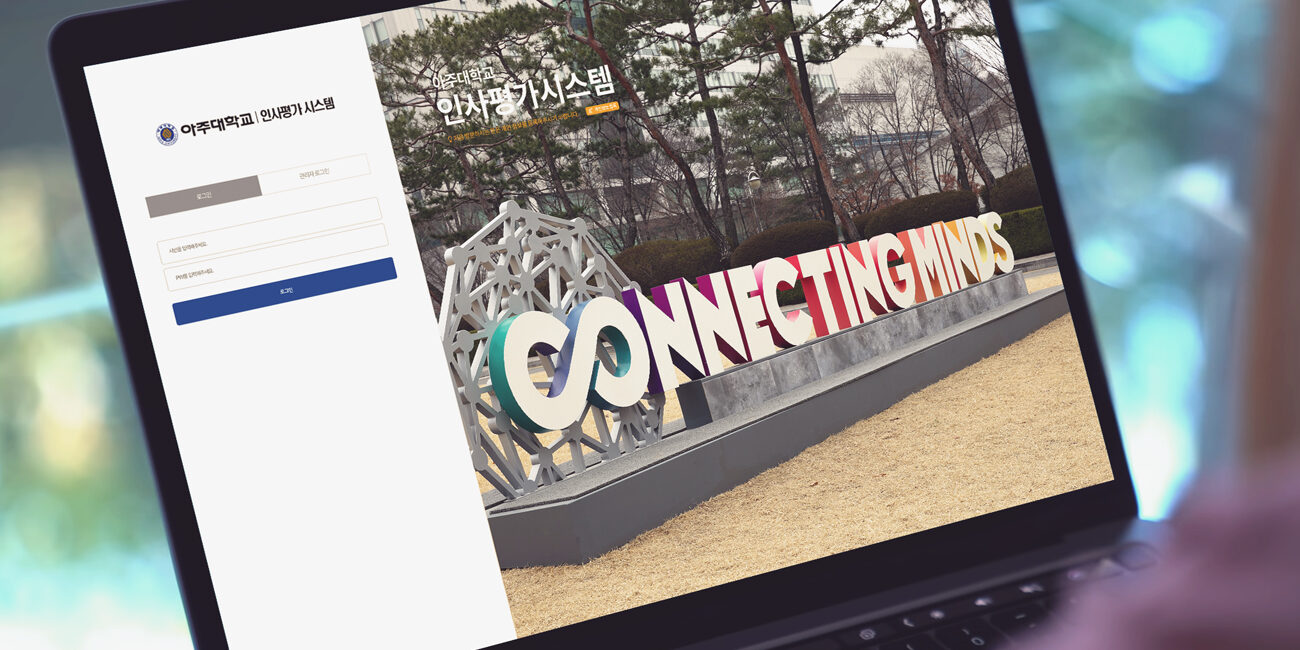 아주대학교 | 인사평가 시스템
로그인
관리자 로그인
사번을 입력해주세요.
PW를 입력해주세요.
로그인
아주대학교
인사평가시스템
CONNECTING MINDS